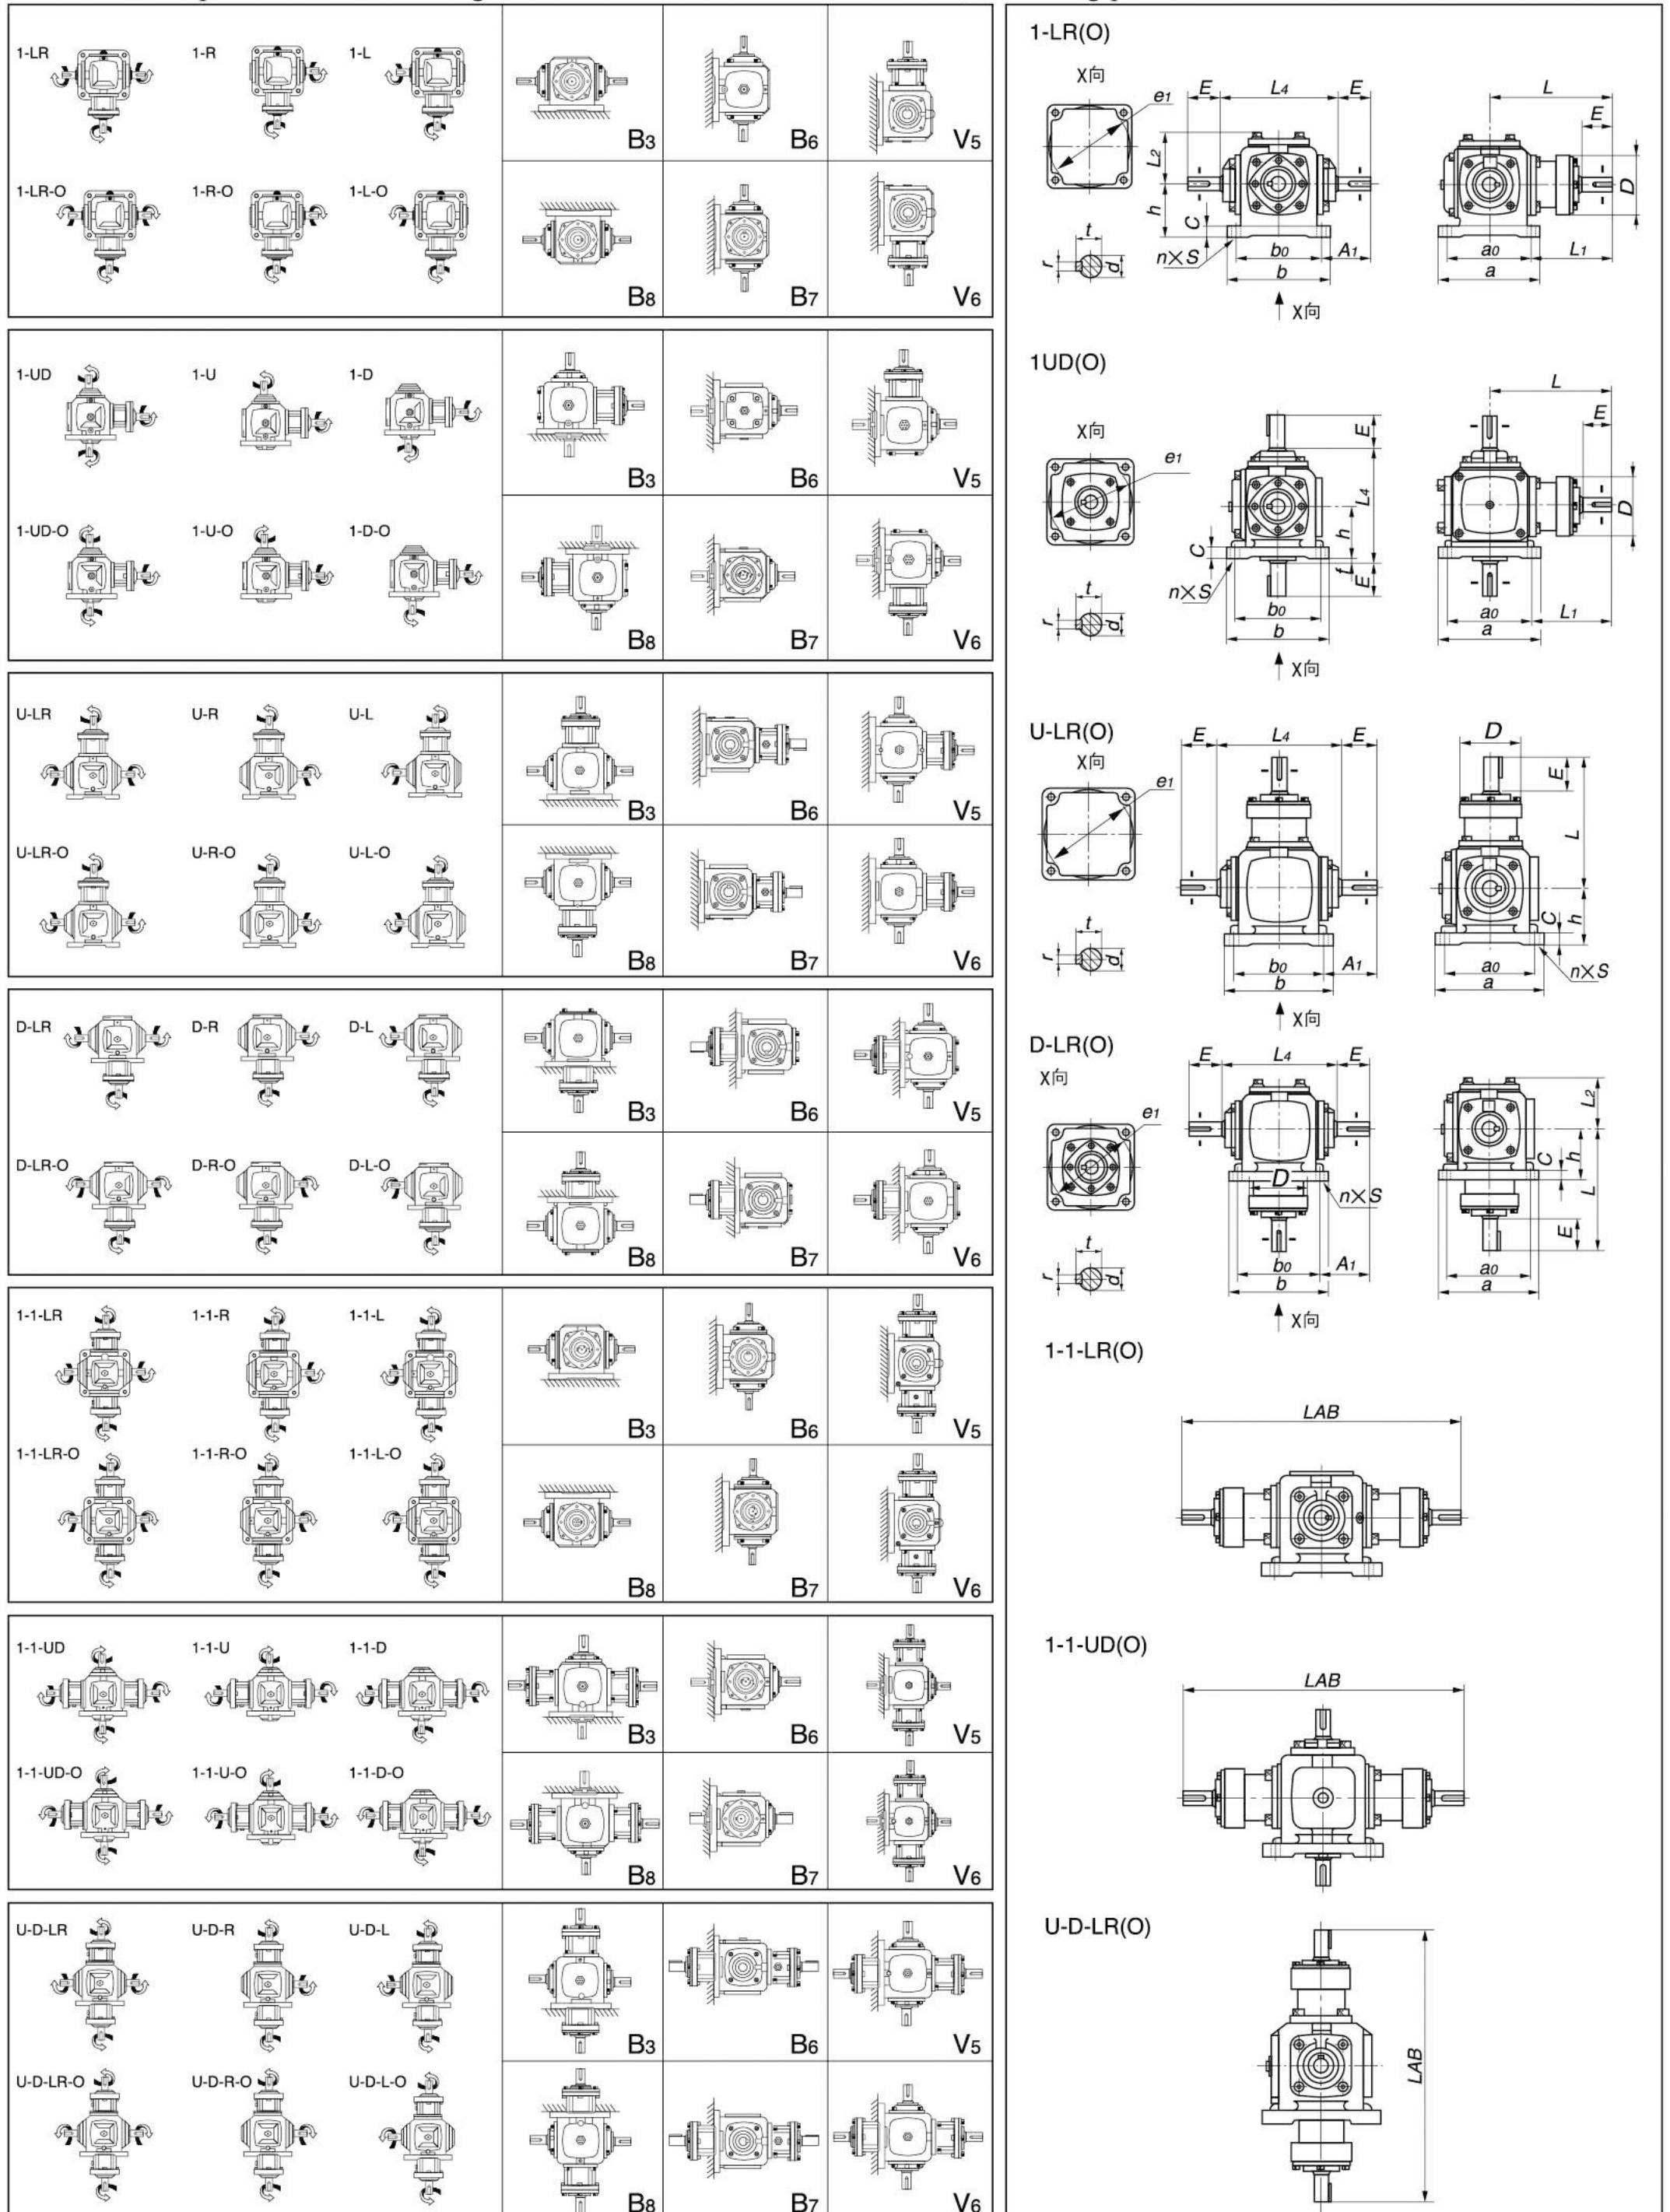 1-LR 1-R 1-L
B3 B6 V5
1-LR-O 1-R-O 1-L-O
B8 B7 V6
1-UD 1-U 1-D
B3 B6 V5
1-UD-O 1-U-O 1-D-O
B8 B7 V6
U-LR U-R U-L
B3 B6 V5
U-LR-O U-R-O U-L-O
B8 B7 V6
D-LR D-R D-L
B3 B6 V5
D-LR-O D-R-O D-L-O
B8 B7 V6
1-1-LR 1-1-R 1-1-L
B3 B6 V5
1-1-LR-O 1-1-R-O 1-1-L-O
B8 B7 V6
1-1-UD 1-1-U 1-1-D
B3 B6 V5
1-1-UD-O 1-1-U-O 1-1-D-O
B8 B7 V6
U-D-LR U-D-R U-D-L
B3 B6 V5
U-D-LR-O U-D-R-O U-D-L-O
B8 B7 V6
1-LR(O)
X向
e1
E L4 E
L
E
L2
h
C
D
t
r
d
n×S
b0 A1
b
a0 L1
a
X向
1UD(O)
X向
e1
L
E
E
L4
h
C
f
E
D
t
r
d
n×S
b0
b
a0 L1
a
X向
U-LR(O)
X向
e1
E L4 E
D
E
L
C
h
t
r
d
b0 A1
b
a0
a
n×S
X向
D-LR(O)
X向
e1
E L4 E
L2
C
h
L
D
n×S
E
t
r
d
b0 A1
b
a0
a
X向
1-1-LR(O)
LAB
1-1-UD(O)
LAB
U-D-LR(O)
LAB